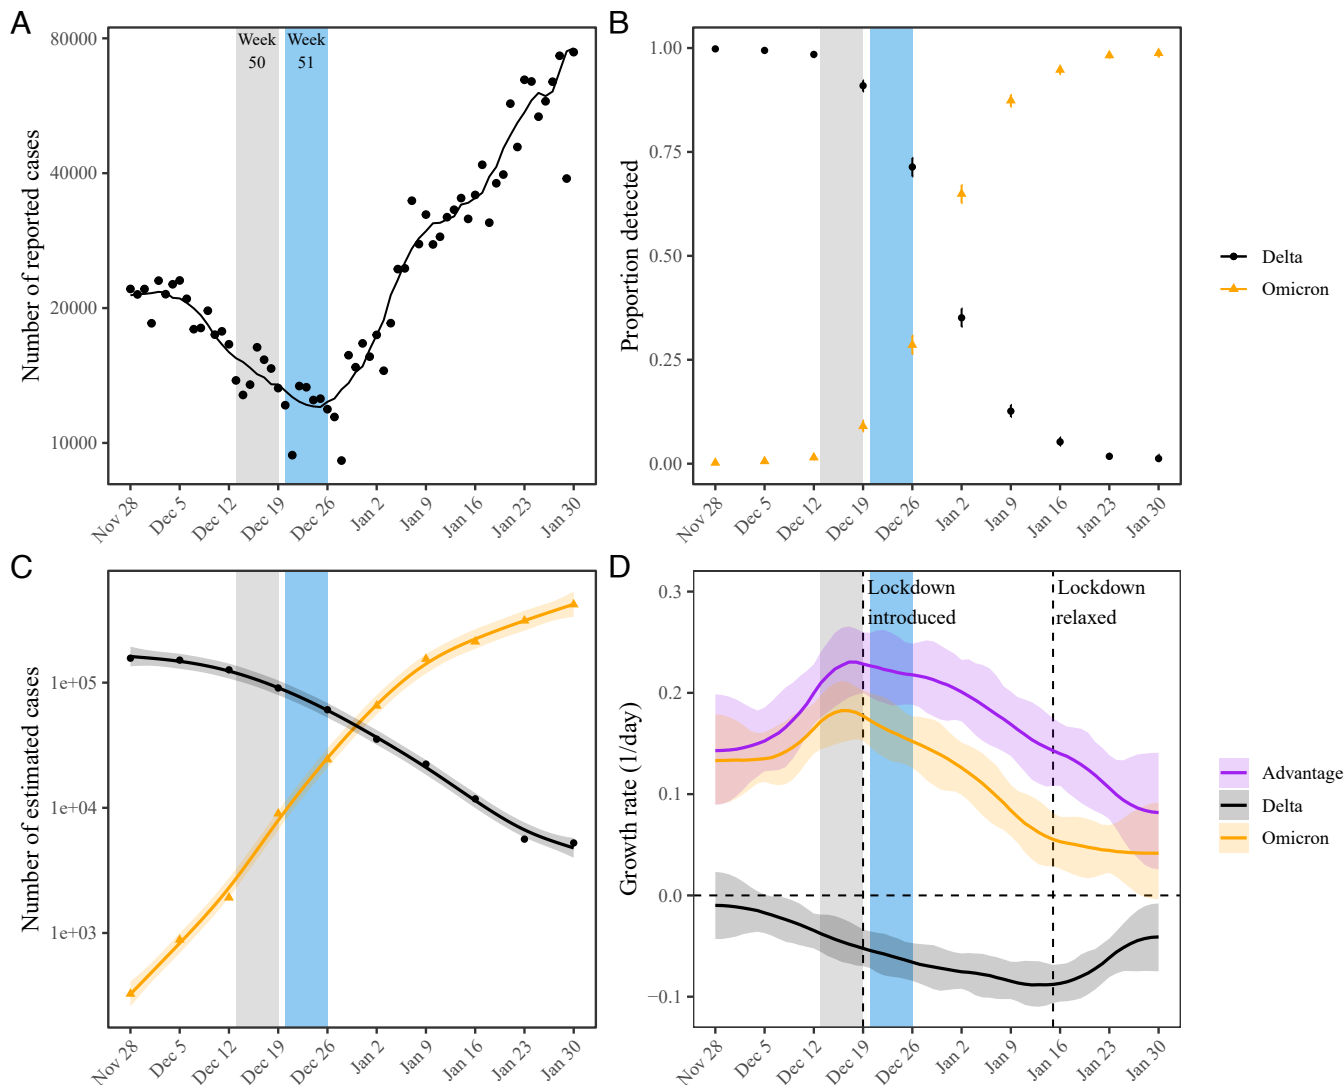 A
Number of reported cases
80000
40000
20000
10000
Week
50
Week
51
Nov 28
Dec 5
Dec 12
Dec 19
Dec 26
Jan 2
Jan 9
Jan 16
Jan 23
Jan 30
B
Proportion detected
1.00
0.75
0.50
0.25
0.00
Nov 28
Dec 5
Dec 12
Dec 19
Dec 26
Jan 2
Jan 9
Jan 16
Jan 23
Jan 30
Delta
Omicron
C
Number of estimated cases
1e+05
1e+04
1e+03
Nov 28
Dec 5
Dec 12
Dec 19
Dec 26
Jan 2
Jan 9
Jan 16
Jan 23
Jan 30
D
Growth rate (1/day)
0.3
0.2
0.1
0.0
−0.1
Lockdown
introduced
Lockdown
relaxed
Nov 28
Dec 5
Dec 12
Dec 19
Dec 26
Jan 2
Jan 9
Jan 16
Jan 23
Jan 30
Advantage
Delta
Omicron